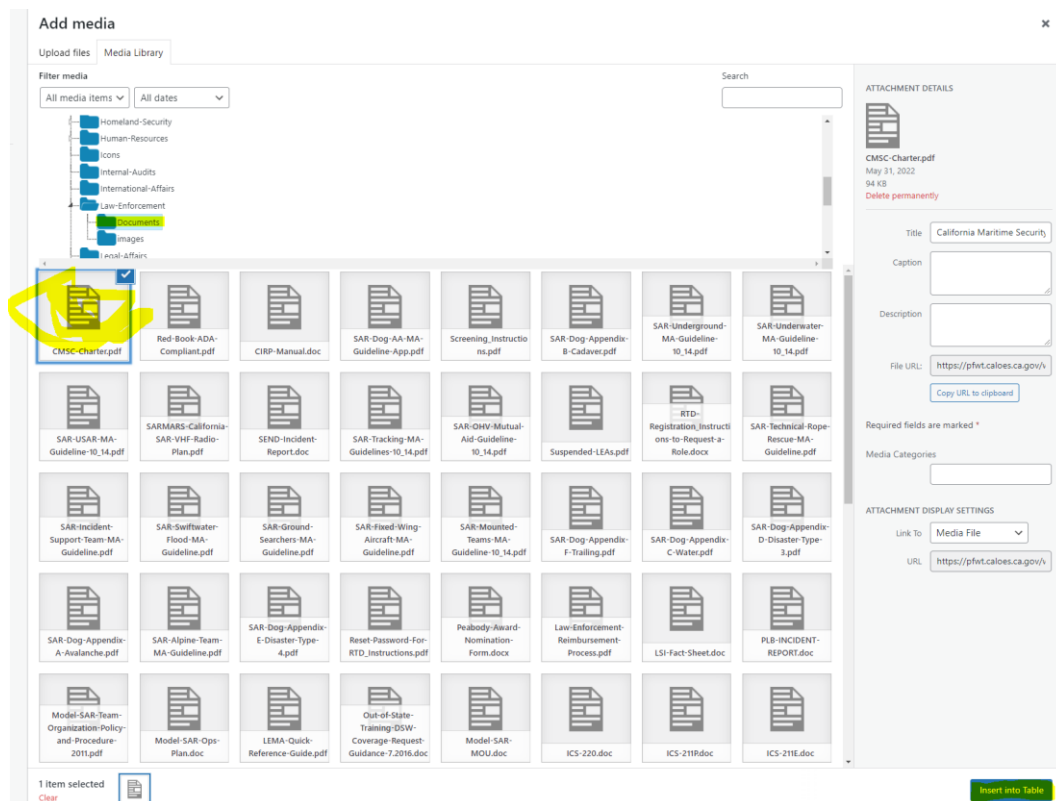 Add media
×
Upload files
Media Library
Filter media
All media items
All dates
Search
Homeland-Security
Human-Resources
Icons
Internal-Audits
International-Affairs
Law-Enforcement
Documents
images
Legal-Affairs
CMSC-Charter.pdf
Red-Book-ADA-
Compliant.pdf
CIRP-Manual.doc
SAR-Dog-AA-MA-
Guideline-App.pdf
Screening_Instructio
ns.pdf
SAR-Dog-Appendix-
B-Cadaver.pdf
SAR-Underground-
MA-Guideline-
10_14.pdf
SAR-Underwater-
MA-Guideline-
10_14.pdf
SAR-USAR-MA-
Guideline-10_14.pdf
SARMARS-California-
SAR-VHF-Radio-
Plan.pdf
SEND-Incident-
Report.doc
SAR-Tracking-MA-
Guidelines-10_14.pdf
SAR-OHV-Mutual-
Aid-Guideline-
10_14.pdf
Suspended-LEAs.pdf
RTD-
Registration_Instructi
ons-to-Request-a-
Role.docx
SAR-Technical-Rope-
Rescue-MA-
Guideline.pdf
SAR-Incident-
Support-Team-MA-
Guideline.pdf
SAR-Swiftwater-
Flood-MA-
Guideline.pdf
SAR-Ground-
Searchers-MA-
Guideline.pdf
SAR-Fixed-Wing-
Aircraft-MA-
Guideline.pdf
SAR-Mounted-
Teams-MA-
Guideline-10_14.pdf
SAR-Dog-Appendix-
F-Trailing.pdf
SAR-Dog-Appendix-
C-Water.pdf
SAR-Dog-Appendix-
D-Disaster-Type-
3.pdf
SAR-Dog-Appendix-
A-Avalanche.pdf
SAR-Alpine-Team-
MA-Guideline.pdf
SAR-Dog-Appendix-
E-Disaster-Type-
4.pdf
Reset-Password-For-
RTD_Instructions.pdf
Peabody-Award-
Nomination-
Form.docx
Law-Enforcement-
Reimbursement-
Process.pdf
LSI-Fact-Sheet.doc
PLB-INCIDENT-
REPORT.doc
Model-SAR-Team-
Organization-Policy-
and-Procedure-
2011.pdf
Model-SAR-Ops-
Plan.doc
LEMA-Quick-
Reference-Guide.pdf
Out-of-State-
Training-DSW-
Coverage-Request-
Guidance-7.2016.doc
Model-SAR-
MOU.doc
ICS-220.doc
ICS-211P.doc
ICS-211E.doc
ATTACHMENT DETAILS
CMSC-Charter.pdf
May 31, 2022
94 KB
Delete permanently
Title
California Maritime Security
Caption
Description
File URL:
https://pfwt.caloes.ca.gov/v
Copy URL to clipboard
Required fields are marked *
Media Categories
ATTACHMENT DISPLAY SETTINGS
Link To
Media File
URL
https://pfwt.caloes.ca.gov/v
1 item selected
Clear
Insert into Table